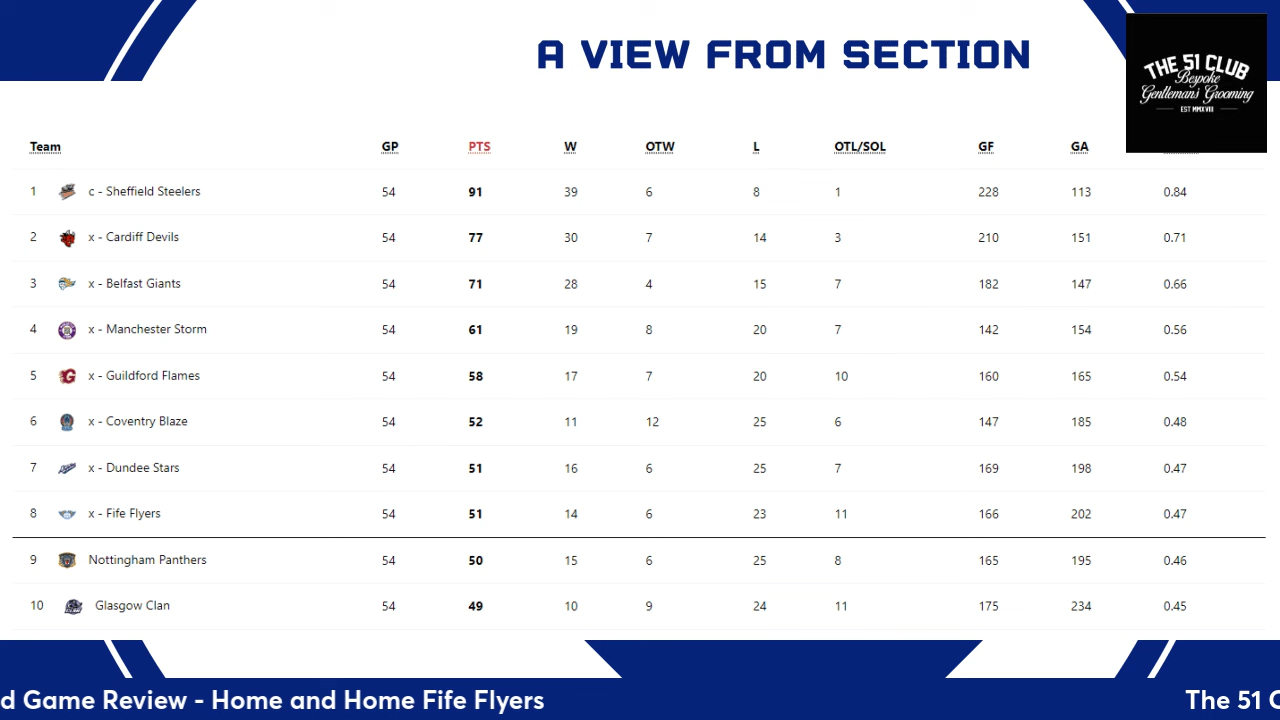 A VIEW FROM SECTION
THE 51 CLUB
Bespoke
Gentleman's Grooming
EST MMXVIII
Team GP PTS W OTW L OTL/SOL GF GA
1 c - Sheffield Steelers 54 91 39 6 8 1 228 113 0.84
2 x - Cardiff Devils 54 77 30 7 14 3 210 151 0.71
3 x - Belfast Giants 54 71 28 4 15 7 182 147 0.66
4 x - Manchester Storm 54 61 19 8 20 7 142 154 0.56
5 x - Guildford Flames 54 58 17 7 20 10 160 165 0.54
6 x - Coventry Blaze 54 52 11 12 25 6 147 185 0.48
7 x - Dundee Stars 54 51 16 6 25 7 169 198 0.47
8 x - Fife Flyers 54 51 14 6 23 11 166 202 0.47
9 Nottingham Panthers 54 50 15 6 25 8 165 195 0.46
10 Glasgow Clan 54 49 10 9 24 11 175 234 0.45
d Game Review - Home and Home Fife Flyers The 51 C